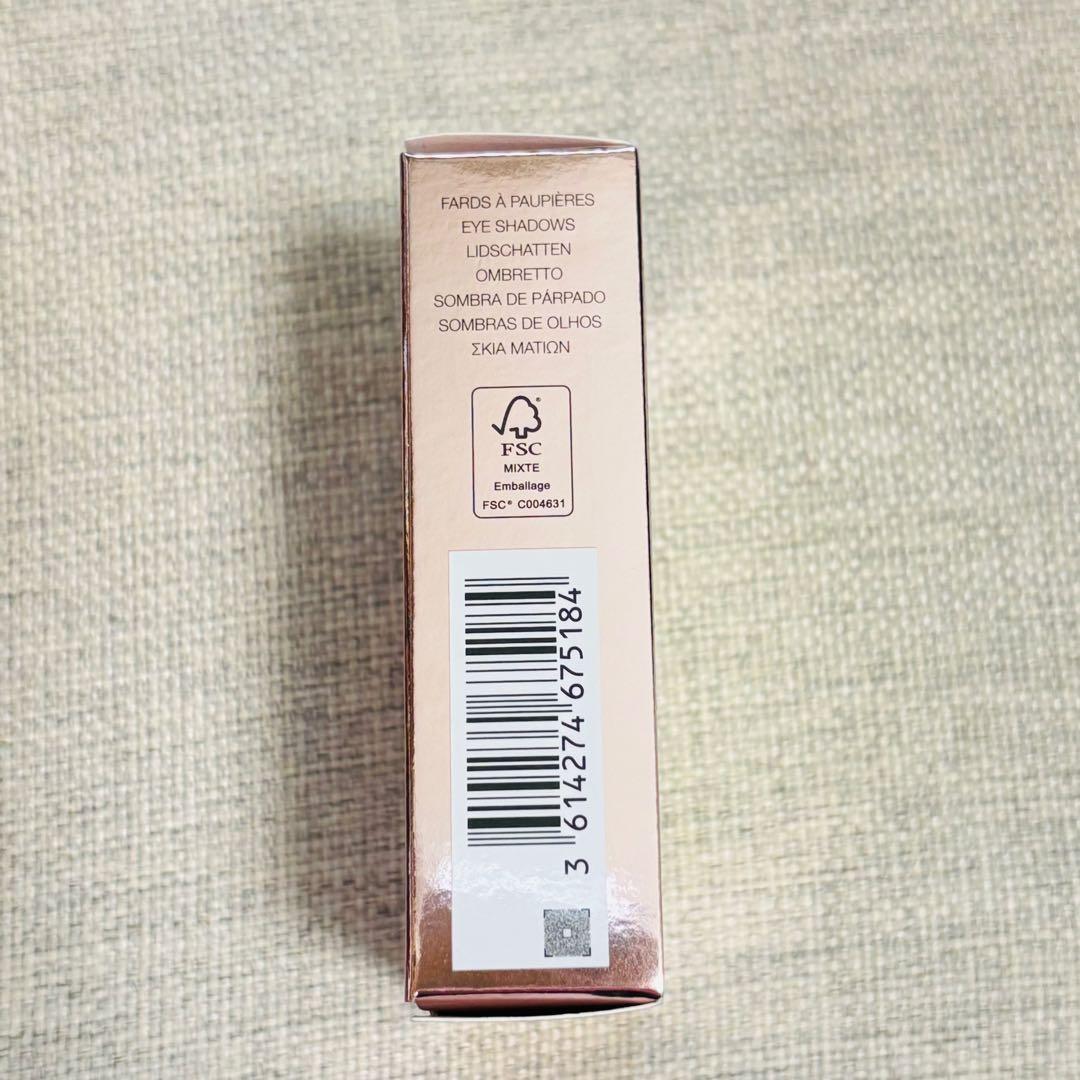 FARDS À PAUPIÈRES
EYE SHADOWS
LIDSCHATTEN
OMBRETTO
SOMBRA DE PÁRPADO
SOMBRAS DE OLHOS
ΣΚΙΑ ΜΑΤΙΩΝ
FSC®
MIXTE
Emballage
FSC® C004631
3 614274 675184